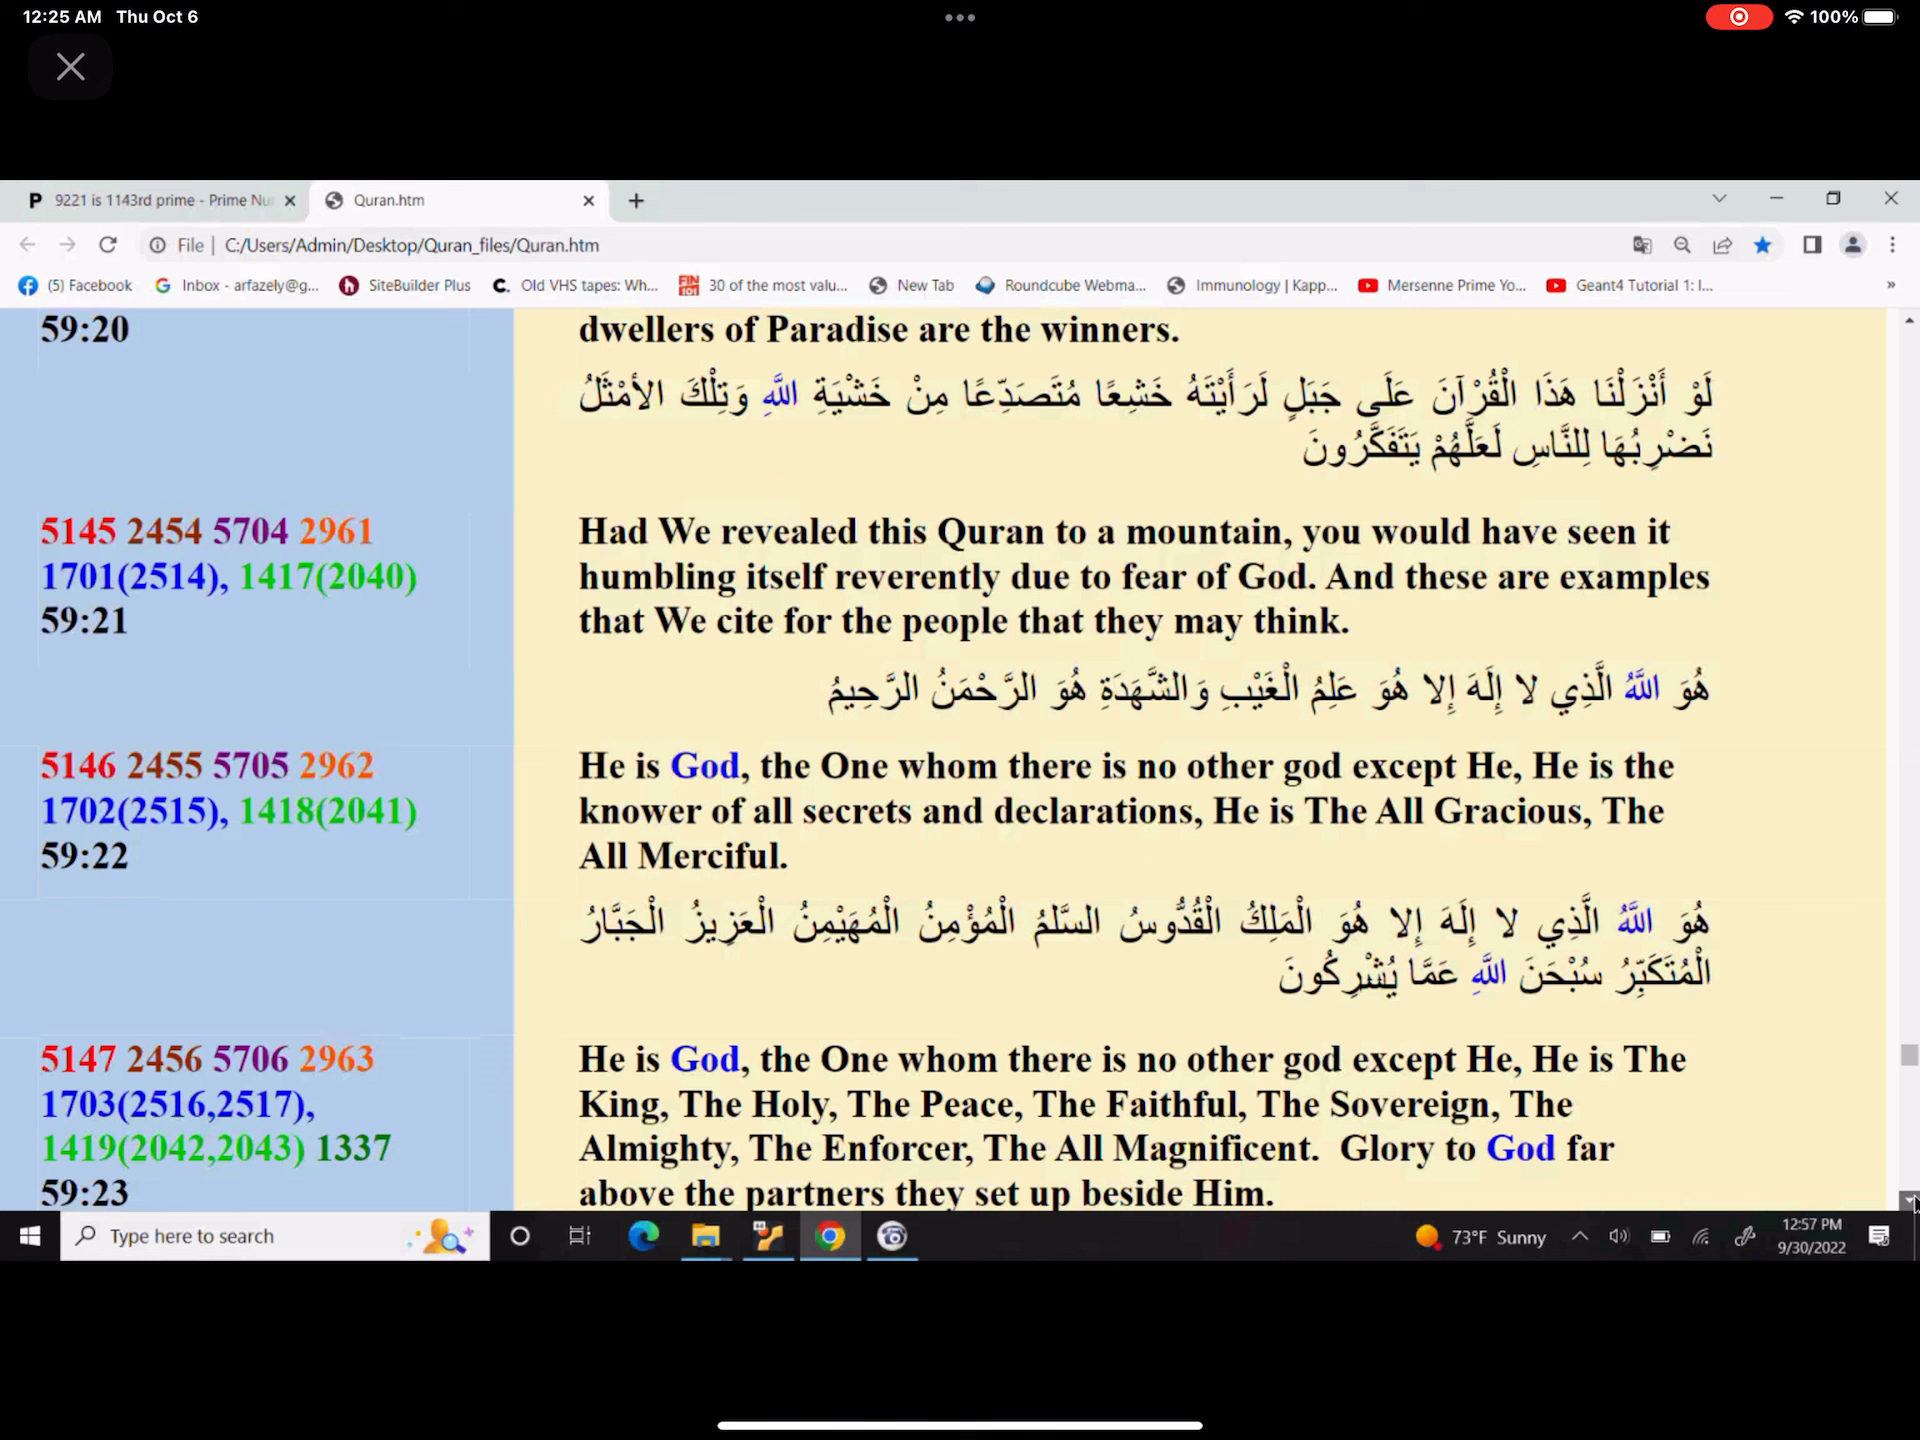 12:25 AM Thu Oct 6
100%
9221 is 1143rd prime - Prime Nu
Quran.htm
File | C:/Users/Admin/Desktop/Quran_files/Quran.htm
(5) Facebook
Inbox - arfazely@g...
SiteBuilder Plus
Old VHS tapes: Wh...
30 of the most valu...
New Tab
Roundcube Webma...
Immunology | Kapp...
Mersenne Prime Yo...
Geant4 Tutorial 1: I...
»
59:20
dwellers of Paradise are the winners.
لَوْ أَنْزَلْنَا هَذَا الْقُرْآنَ عَلَى جَبَلٍ لَرَأَيْتَهُ خَشِعًا مُتَصَدِّعًا مِنْ خَشْيَةِ اللَّهِ وَتِلْكَ الأمْثَلُ
نَضْرِبُهَا لِلنَّاسِ لَعَلَّهُمْ يَتَفَكَّرُونَ
5145 2454 5704 2961
1701(2514), 1417(2040)
59:21
Had We revealed this Quran to a mountain, you would have seen it
humbling itself reverently due to fear of God. And these are examples
that We cite for the people that they may think.
هُوَ اللَّهُ الَّذِي لا إِلَهَ إِلا هُوَ عَلِمُ الْغَيْبِ وَالشَّهَدَةِ هُوَ الرَّحْمَنُ الرَّحِيمُ
5146 2455 5705 2962
1702(2515), 1418(2041)
59:22
He is God, the One whom there is no other god except He, He is the
knower of all secrets and declarations, He is The All Gracious, The
All Merciful.
هُوَ اللَّهُ الَّذِي لا إِلَهَ إِلا هُوَ الْمَلِكُ الْقُدُّوسُ السَّلمُ الْمُؤْمِنُ الْمُهَيْمِنُ الْعَزِيزُ الْجَبَّارُ
الْمُتَكَبِّرُ سُبْحَنَ اللَّهِ عَمَّا يُشْرِكُونَ
5147 2456 5706 2963
1703(2516,2517),
1419(2042,2043) 1337
59:23
He is God, the One whom there is no other god except He, He is The
King, The Holy, The Peace, The Faithful, The Sovereign, The
Almighty, The Enforcer, The All Magnificent. Glory to God far
above the partners they set up beside Him.
Type here to search
73°F Sunny
12:57 PM
9/30/2022